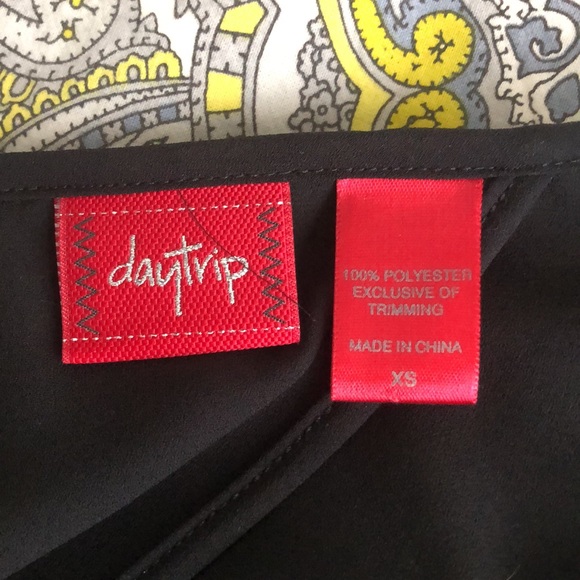 daytrip
100% POLYESTER
EXCLUSIVE OF
TRIMMING
MADE IN CHINA
XS